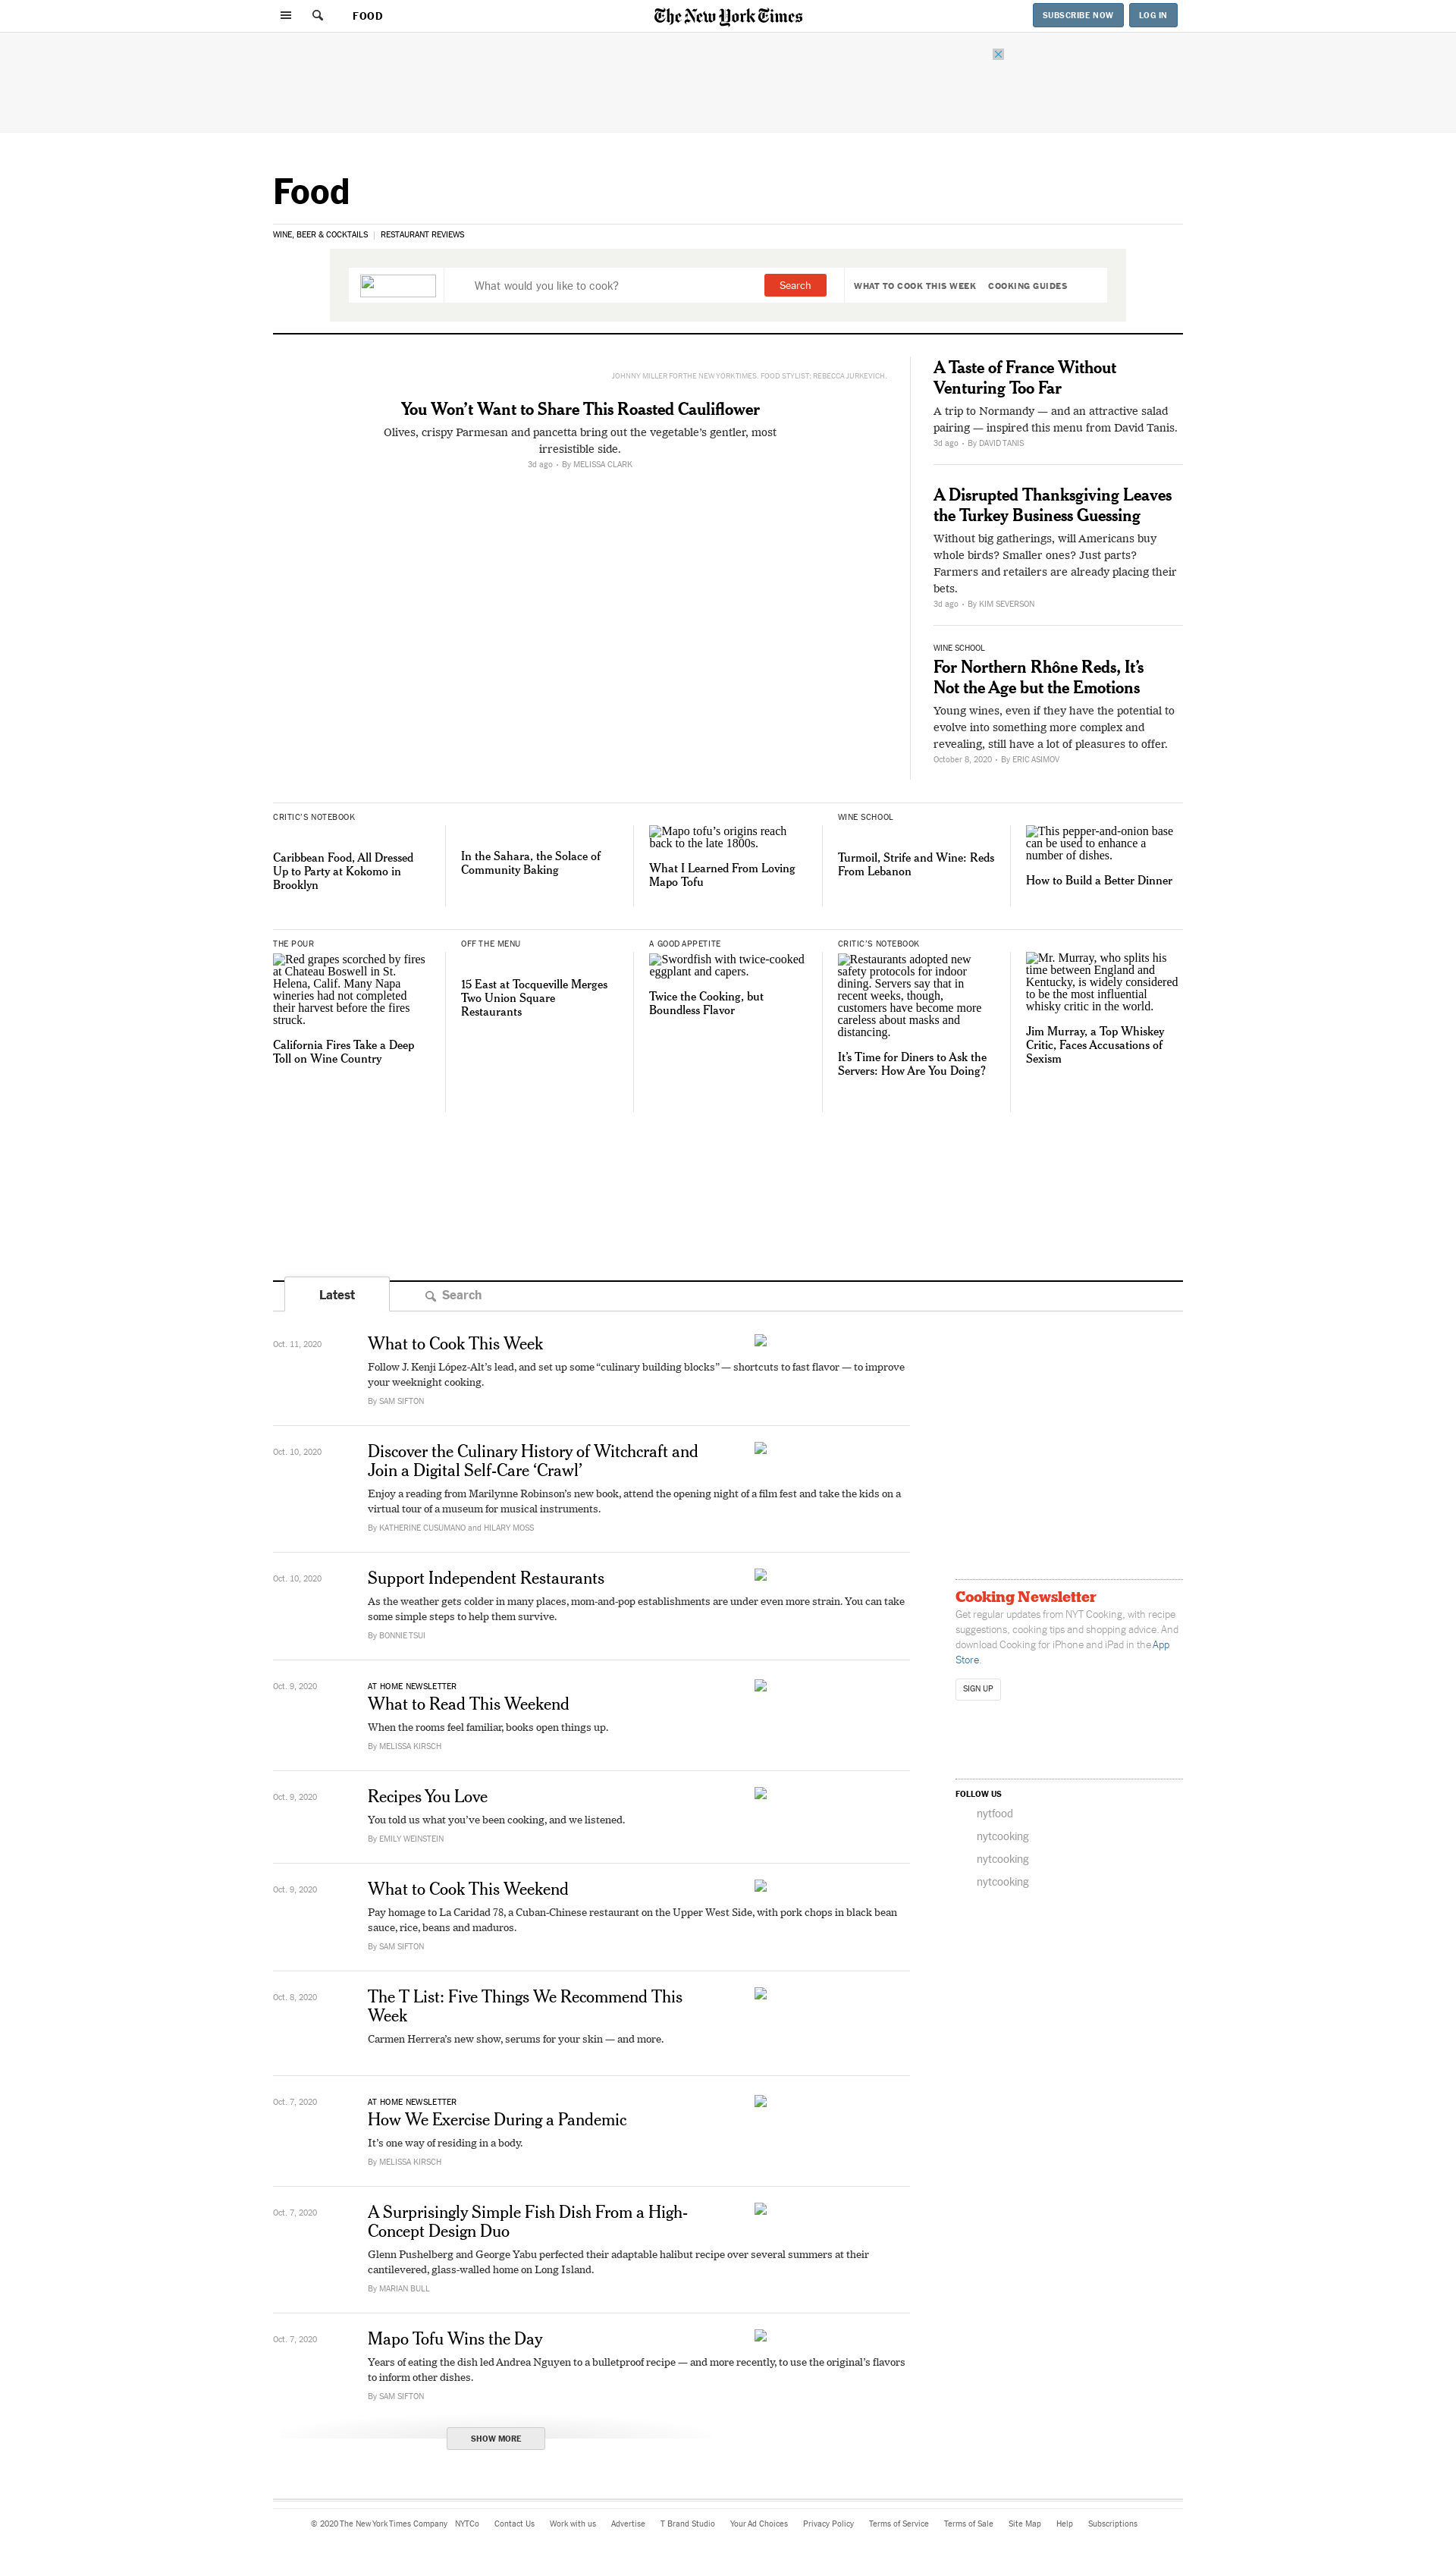 FOOD
The New York Times
SUBSCRIBE NOW
LOG IN
Food
WINE, BEER & COCKTAILS
RESTAURANT REVIEWS
What would you like to cook?
Search
WHAT TO COOK THIS WEEK
COOKING GUIDES
JOHNNY MILLER FOR THE NEW YORK TIMES. FOOD STYLIST: REBECCA JURKEVICH.
You Won’t Want to Share This Roasted Cauliflower
Olives, crispy Parmesan and pancetta bring out the vegetable’s gentler, most
irresistible side.
3d ago • By MELISSA CLARK
A Taste of France Without
Venturing Too Far
A trip to Normandy — and an attractive salad
pairing — inspired this menu from David Tanis.
3d ago • By DAVID TANIS
A Disrupted Thanksgiving Leaves
the Turkey Business Guessing
Without big gatherings, will Americans buy
whole birds? Smaller ones? Just parts?
Farmers and retailers are already placing their
bets.
3d ago • By KIM SEVERSON
WINE SCHOOL
For Northern Rhône Reds, It’s
Not the Age but the Emotions
Young wines, even if they have the potential to
evolve into something more complex and
revealing, still have a lot of pleasures to offer.
October 8, 2020 • By ERIC ASIMOV
CRITIC’S NOTEBOOK
Caribbean Food, All Dressed
Up to Party at Kokomo in
Brooklyn
In the Sahara, the Solace of
Community Baking
Mapo tofu’s origins reach
back to the late 1800s.
What I Learned From Loving
Mapo Tofu
WINE SCHOOL
Turmoil, Strife and Wine: Reds
From Lebanon
This pepper-and-onion base
can be used to enhance a
number of dishes.
How to Build a Better Dinner
THE POUR
Red grapes scorched by fires
at Chateau Boswell in St.
Helena, Calif. Many Napa
wineries had not completed
their harvest before the fires
struck.
California Fires Take a Deep
Toll on Wine Country
OFF THE MENU
15 East at Tocqueville Merges
Two Union Square
Restaurants
A GOOD APPETITE
Swordfish with twice-cooked
eggplant and capers.
Twice the Cooking, but
Boundless Flavor
CRITIC’S NOTEBOOK
Restaurants adopted new
safety protocols for indoor
dining. Servers say that in
recent weeks, though,
customers have become more
careless about masks and
distancing.
It’s Time for Diners to Ask the
Servers: How Are You Doing?
Mr. Murray, who splits his
time between England and
Kentucky, is widely considered
to be the most influential
whisky critic in the world.
Jim Murray, a Top Whiskey
Critic, Faces Accusations of
Sexism
Latest
Search
Oct. 11, 2020
What to Cook This Week
Follow J. Kenji López-Alt’s lead, and set up some “culinary building blocks” — shortcuts to fast flavor — to improve
your weeknight cooking.
By SAM SIFTON
Oct. 10, 2020
Discover the Culinary History of Witchcraft and
Join a Digital Self-Care ‘Crawl’
Enjoy a reading from Marilynne Robinson’s new book, attend the opening night of a film fest and take the kids on a
virtual tour of a museum for musical instruments.
By KATHERINE CUSUMANO and HILARY MOSS
Oct. 10, 2020
Support Independent Restaurants
As the weather gets colder in many places, mom-and-pop establishments are under even more strain. You can take
some simple steps to help them survive.
By BONNIE TSUI
Oct. 9, 2020
AT HOME NEWSLETTER
What to Read This Weekend
When the rooms feel familiar, books open things up.
By MELISSA KIRSCH
Oct. 9, 2020
Recipes You Love
You told us what you’ve been cooking, and we listened.
By EMILY WEINSTEIN
Oct. 9, 2020
What to Cook This Weekend
Pay homage to La Caridad 78, a Cuban-Chinese restaurant on the Upper West Side, with pork chops in black bean
sauce, rice, beans and maduros.
By SAM SIFTON
Oct. 8, 2020
The T List: Five Things We Recommend This
Week
Carmen Herrera’s new show, serums for your skin — and more.
Oct. 7, 2020
AT HOME NEWSLETTER
How We Exercise During a Pandemic
It’s one way of residing in a body.
By MELISSA KIRSCH
Oct. 7, 2020
A Surprisingly Simple Fish Dish From a High-
Concept Design Duo
Glenn Pushelberg and George Yabu perfected their adaptable halibut recipe over several summers at their
cantilevered, glass-walled home on Long Island.
By MARIAN BULL
Oct. 7, 2020
Mapo Tofu Wins the Day
Years of eating the dish led Andrea Nguyen to a bulletproof recipe — and more recently, to use the original’s flavors
to inform other dishes.
By SAM SIFTON
SHOW MORE
Cooking Newsletter
Get regular updates from NYT Cooking, with recipe
suggestions, cooking tips and shopping advice. And
download Cooking for iPhone and iPad in the App
Store.
SIGN UP
FOLLOW US
nytfood
nytcooking
nytcooking
nytcooking
© 2020 The New York Times Company NYTCo Contact Us Work with us Advertise T Brand Studio Your Ad Choices Privacy Policy Terms of Service Terms of Sale Site Map Help Subscriptions